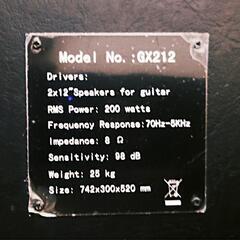 Model No.:GX212
Drivers:
2x12"Speakers for guitar
RMS Power: 200 watts
Frequency Response:70Hz-5KHz
Impedance: 8 Ω
Sensitivity: 98 dB
Weight: 25 kg
Size: 742x300x520 mm